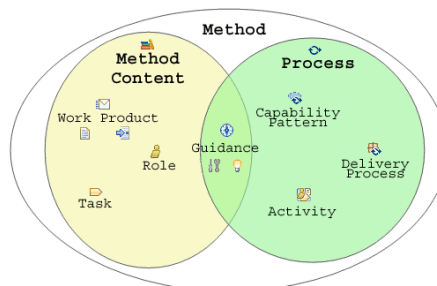 Method
Method
Content
Process
Work Product
Capability
Pattern
Guidance
Role
Delivery
Process
Task
Activity